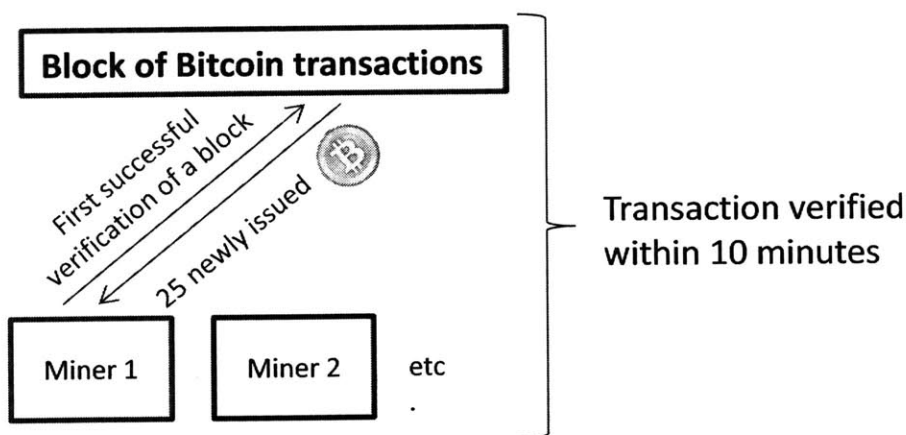 Block of Bitcoin transactions
First successful
verification of a block
25 newly issued
Transaction verified
within 10 minutes
Miner 1
Miner 2
etc
.